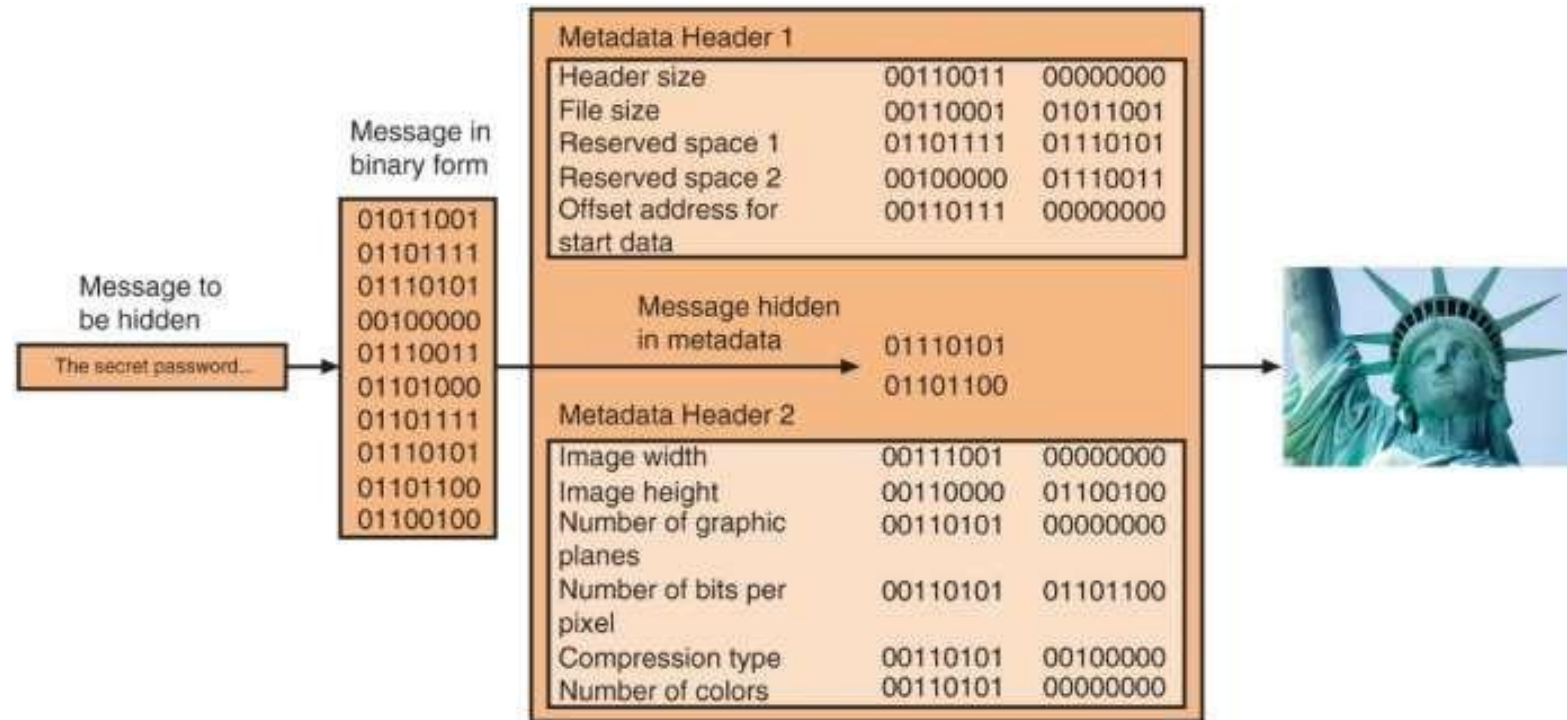 Message to
be hidden
The secret password...
Message in
binary form
01011001
01101111
01110101
00100000
01110011
01101000
01101111
01110101
01101100
01100100
Metadata Header 1
Header size 00110011 00000000
File size 00110001 01011001
Reserved space 1 01101111 01110101
Reserved space 2 00100000 01110011
Offset address for 00110111 00000000
start data
Message hidden
in metadata
01110101
01101100
Metadata Header 2
Image width 00111001 00000000
Image height 00110000 01100100
Number of graphic 00110101 00000000
planes
Number of bits per 00110101 01101100
pixel
Compression type 00110101 00100000
Number of colors 00110101 00000000